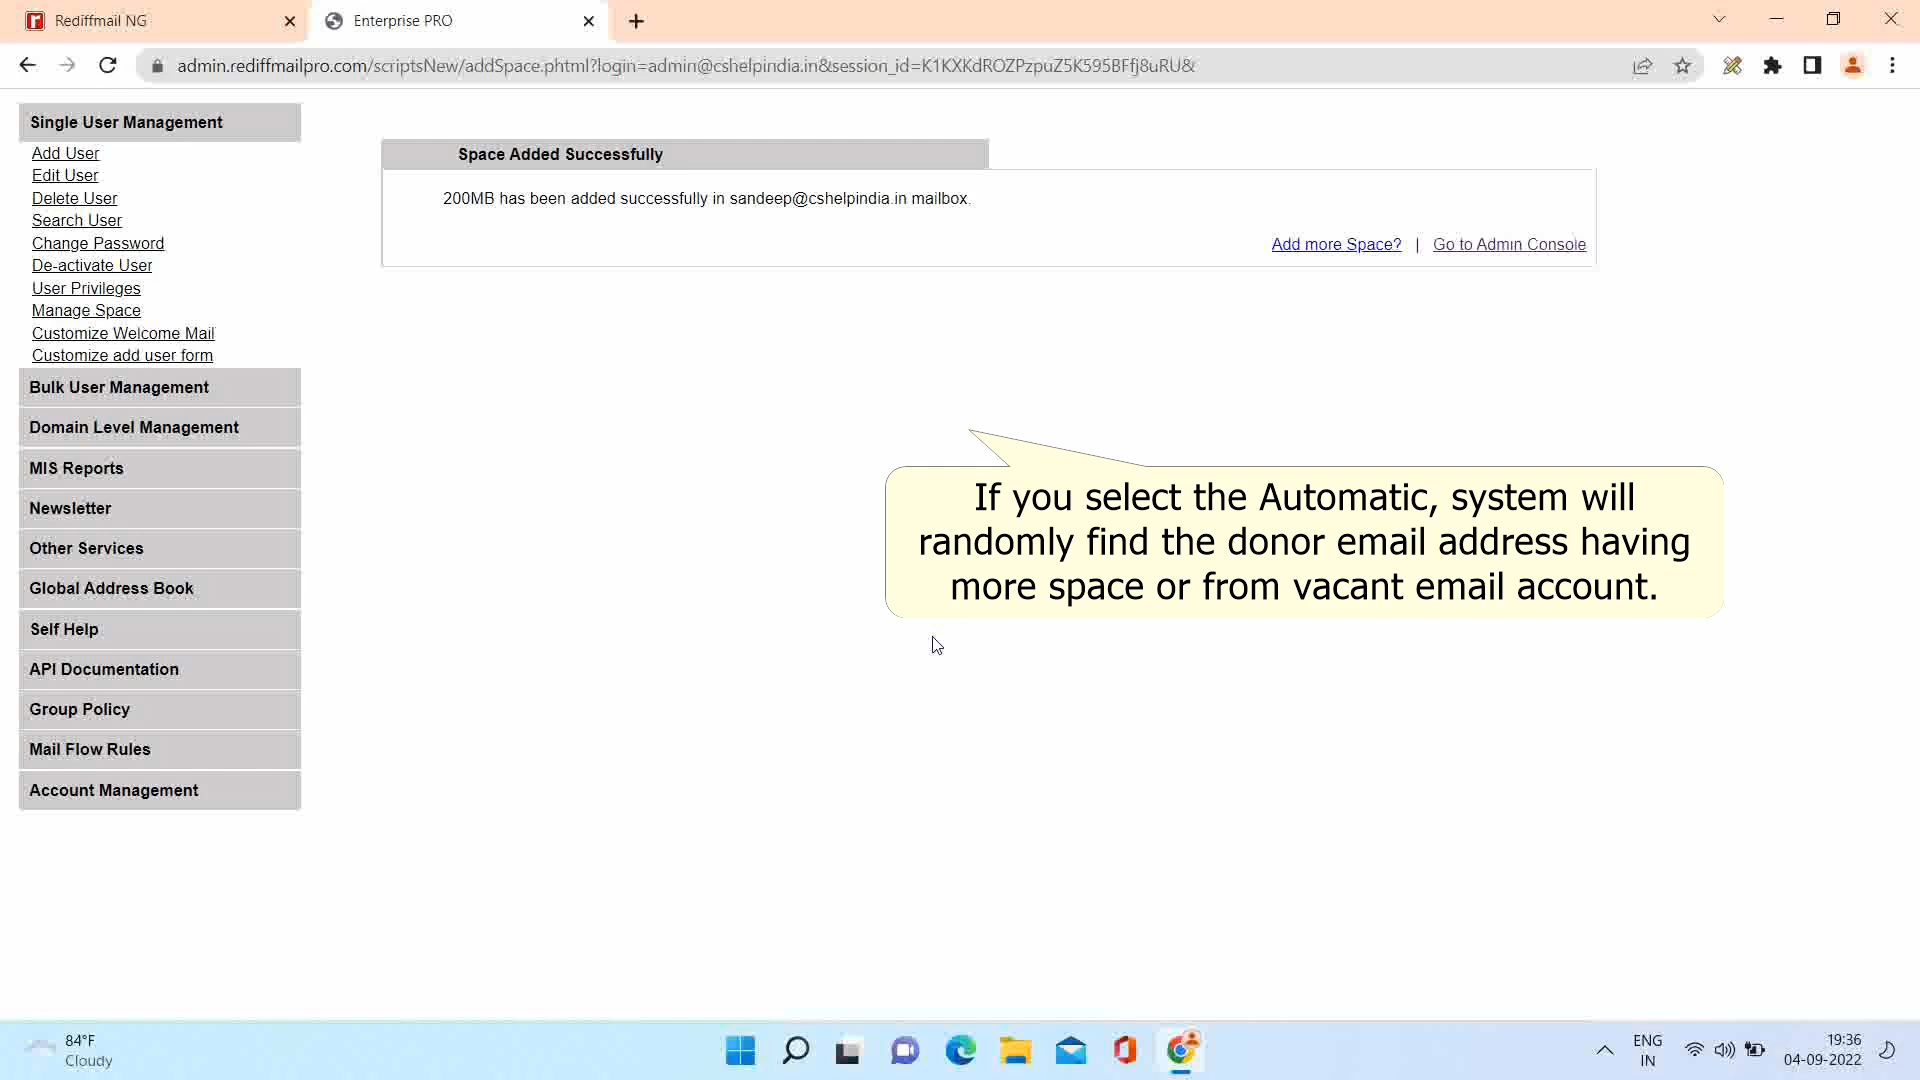 Rediffmail NG
Enterprise PRO
admin.rediffmailpro.com/scriptsNew/addSpace.phtml?login=admin@cshelpindia.in&session_id=K1KXKdROZPzpuZ5K595BFfj8uRU&
Single User Management
Add User
Edit User
Delete User
Search User
Change Password
De-activate User
User Privileges
Manage Space
Customize Welcome Mail
Customize add user form
Bulk User Management
Domain Level Management
MIS Reports
Newsletter
Other Services
Global Address Book
Self Help
API Documentation
Group Policy
Mail Flow Rules
Account Management
Space Added Successfully
200MB has been added successfully in sandeep@cshelpindia.in mailbox.
Add more Space? | Go to Admin Console
If you select the Automatic, system will
randomly find the donor email address having
more space or from vacant email account.
84°F
Cloudy
ENG
IN
19:36
04-09-2022